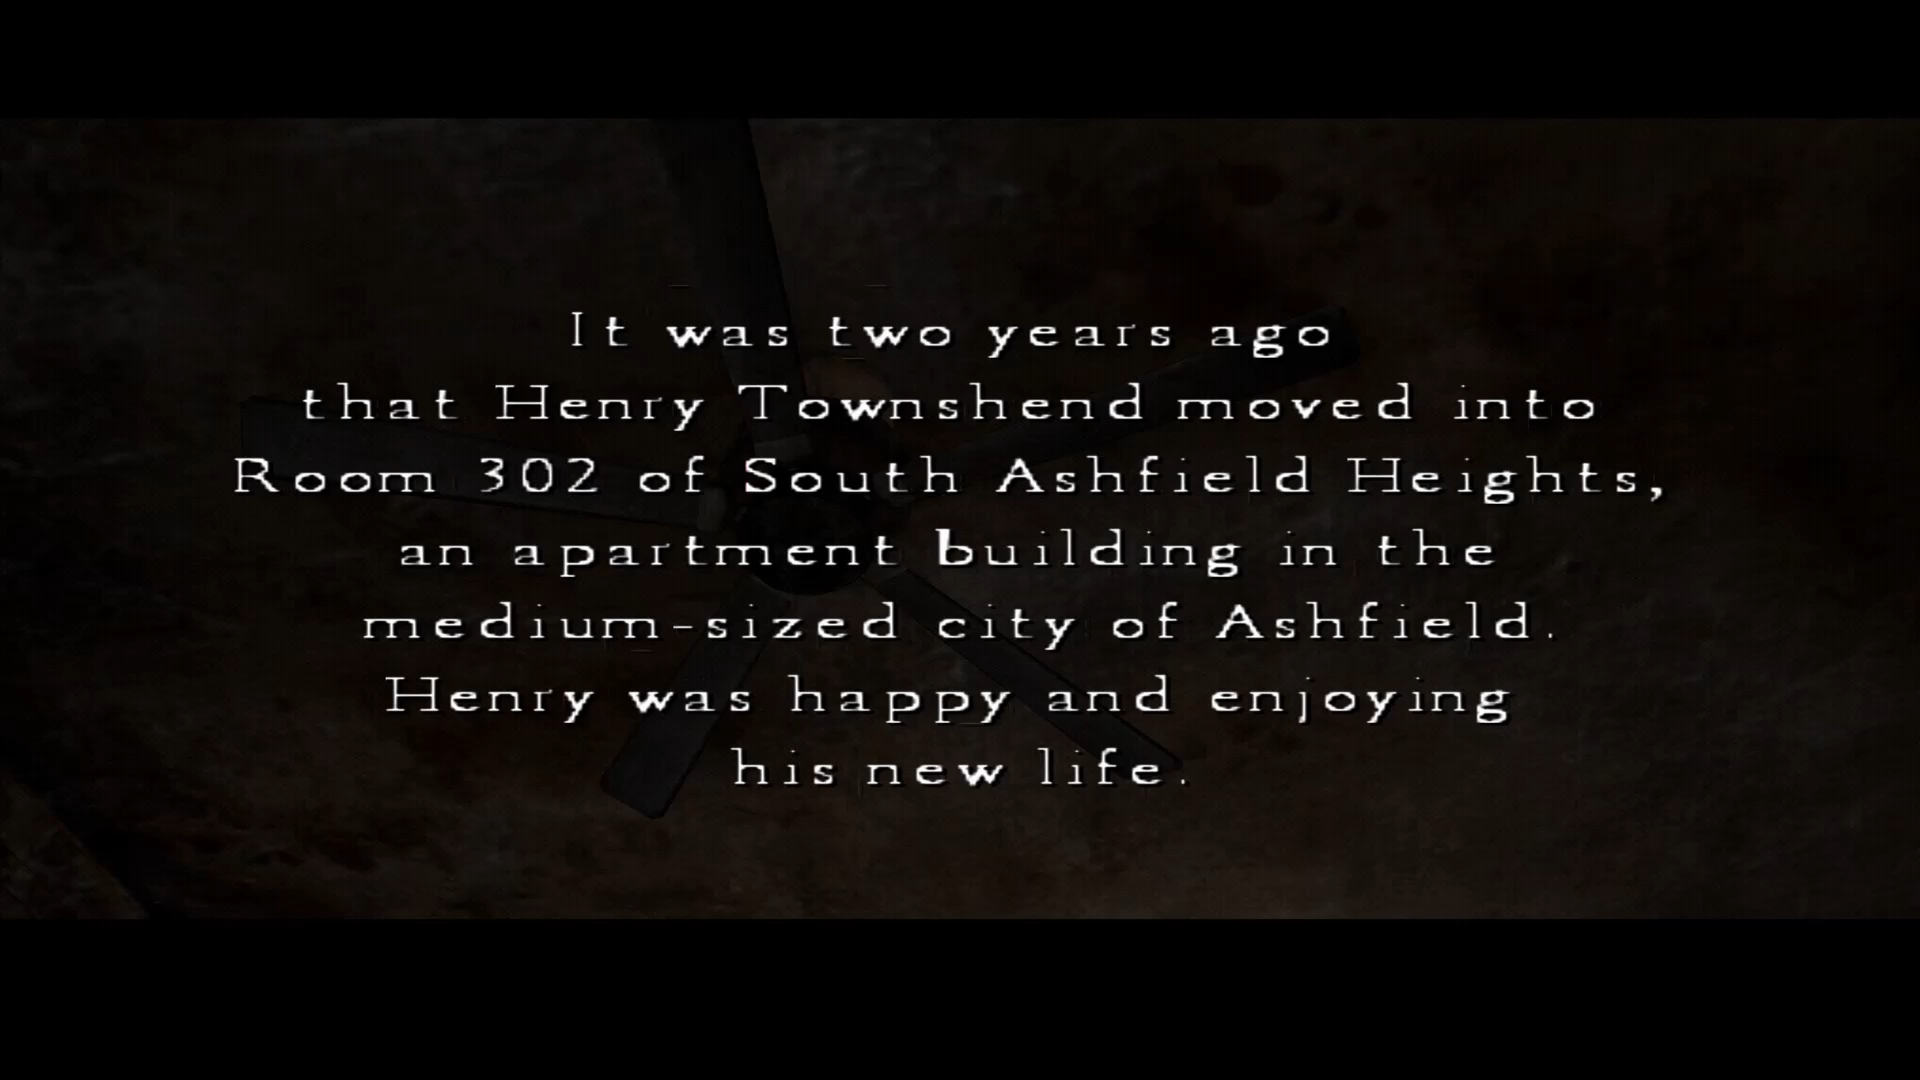 It was two years ago
that Henry Townshend moved into
Room 302 of South Ashfield Heights,
an apartment building in the
medium-sized city of Ashfield.
Henry was happy and enjoying
his new life.